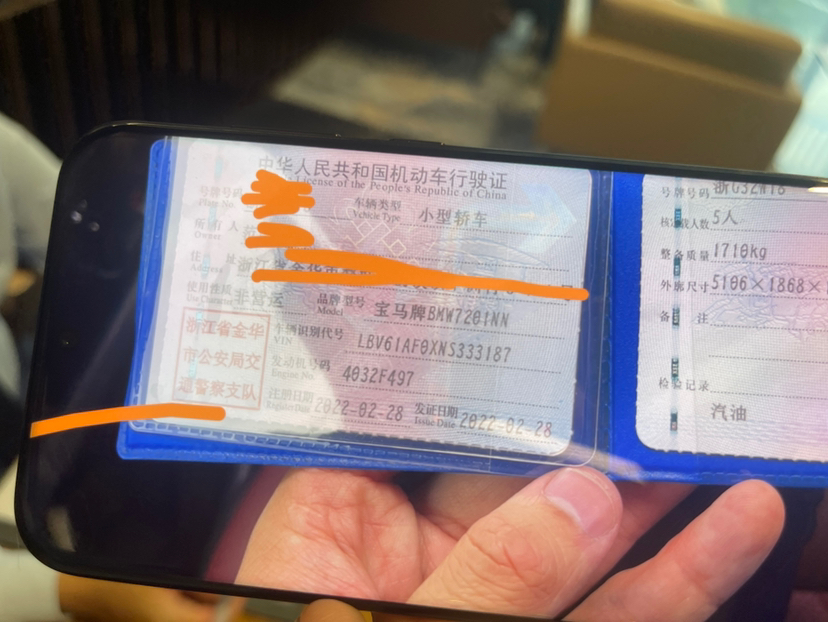 中华人民共和国机动车行驶证
License of the People's Republic of China
号牌号码
Plate No.
车辆类型 小型轿车
Vehicle Type
所有人
Owner
住址 浙江省金华市
Address
使用性质 非营运 品牌型号 宝马牌BMW7201NN
Use Character Model
浙江省金华
市公安局交
通警察支队
车辆识别代号 LBV61AF0XNS333187
VIN
发动机号码 4032F497
Engine No.
注册日期 2022-02-28 发证日期 2022-02-28
Register Date Issue Date
号牌号码
核定载人数 5人
整备质量 1710kg
外廓尺寸 5106×1868×
备注
检验记录
汽油